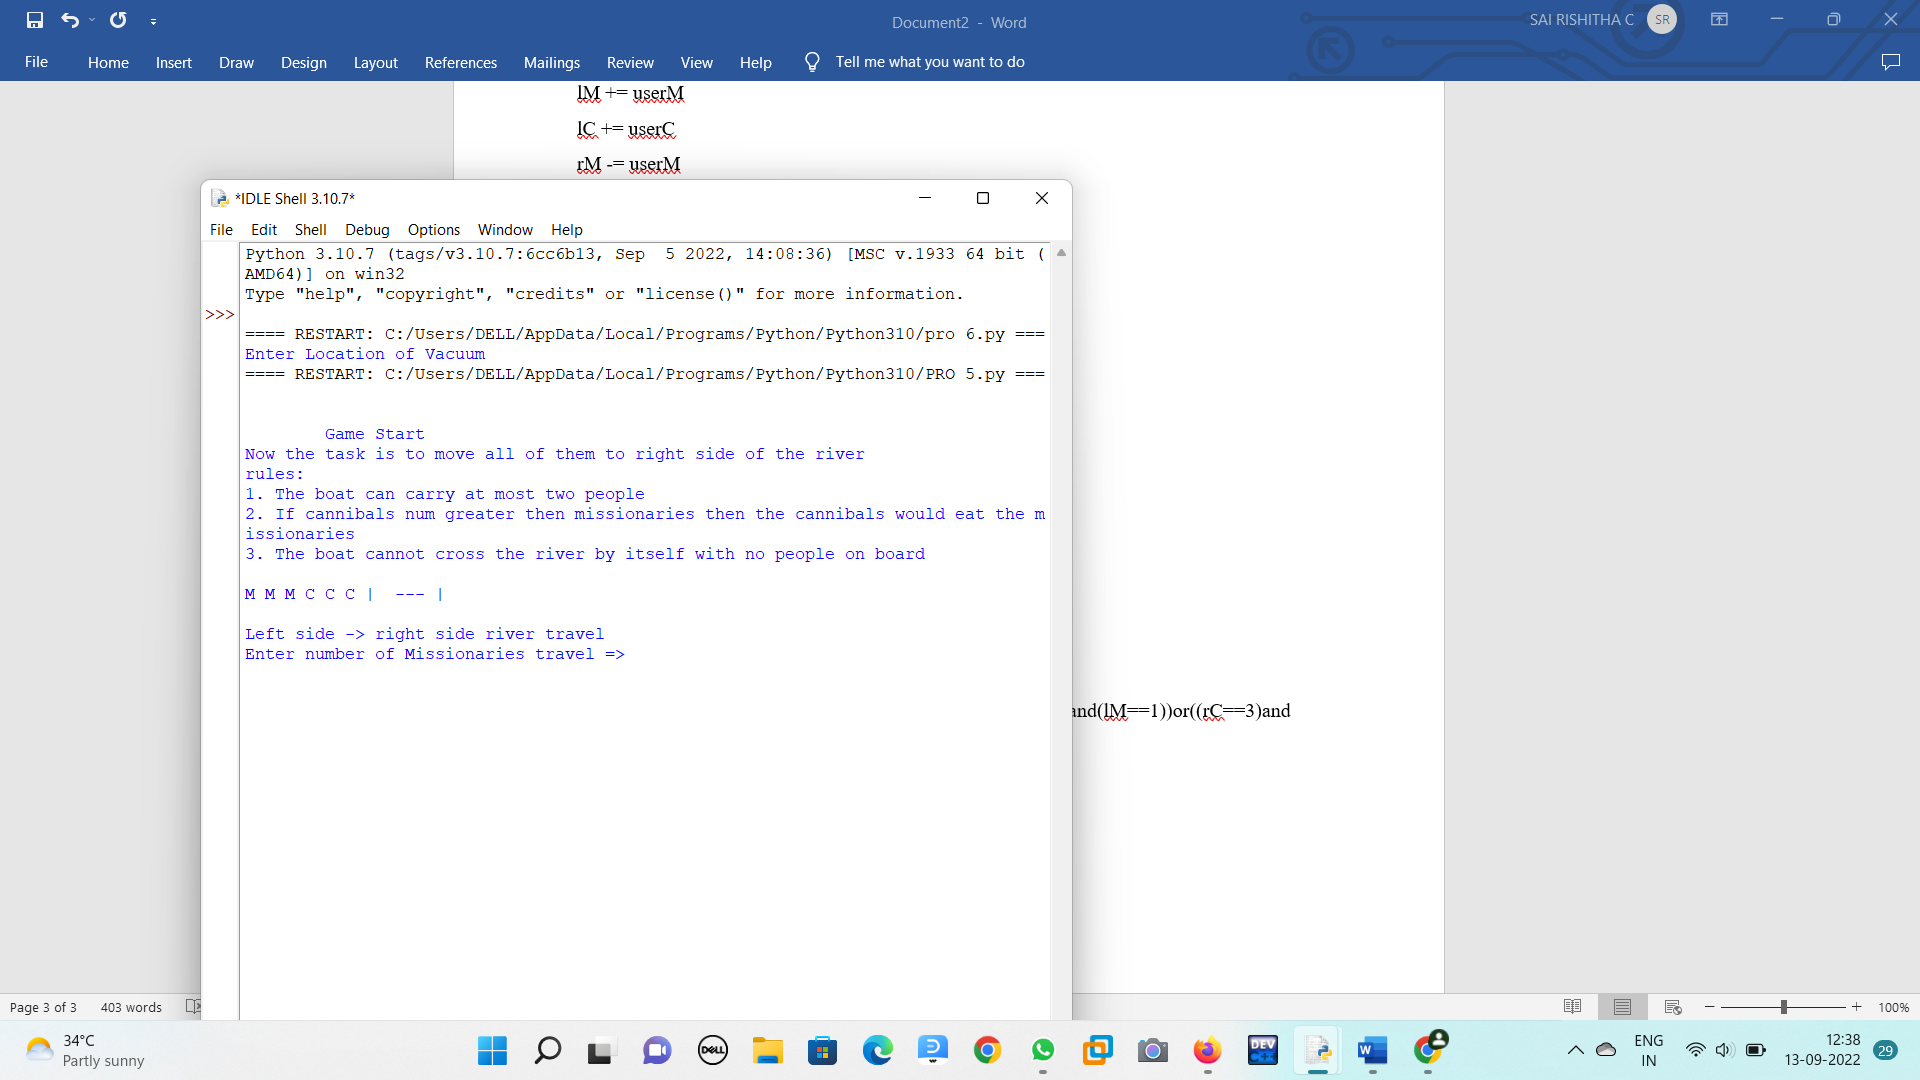 Document2 - Word
SAI RISHITHA C
SR
File Home Insert Draw Design Layout References Mailings Review View Help Tell me what you want to do
lM += userM
lC += userC
rM -= userM
*IDLE Shell 3.10.7*
File Edit Shell Debug Options Window Help
Python 3.10.7 (tags/v3.10.7:6cc6b13, Sep  5 2022, 14:08:36) [MSC v.1933 64 bit (
AMD64)] on win32
Type "help", "copyright", "credits" or "license()" for more information.
>>>
==== RESTART: C:/Users/DELL/AppData/Local/Programs/Python/Python310/pro 6.py ===
Enter Location of Vacuum
==== RESTART: C:/Users/DELL/AppData/Local/Programs/Python/Python310/PRO 5.py ===
Game Start
Now the task is to move all of them to right side of the river
rules:
1. The boat can carry at most two people
2. If cannibals num greater then missionaries then the cannibals would eat the m
issionaries
3. The boat cannot cross the river by itself with no people on board
M M M C C C |  --- |
Left side -> right side river travel
Enter number of Missionaries travel =>
and(lM==1))or((rC==3)and
Page 3 of 3 403 words
100%
34°C
Partly sunny
DELL
DEV
C++
ENG
IN
12:38
13-09-2022
29